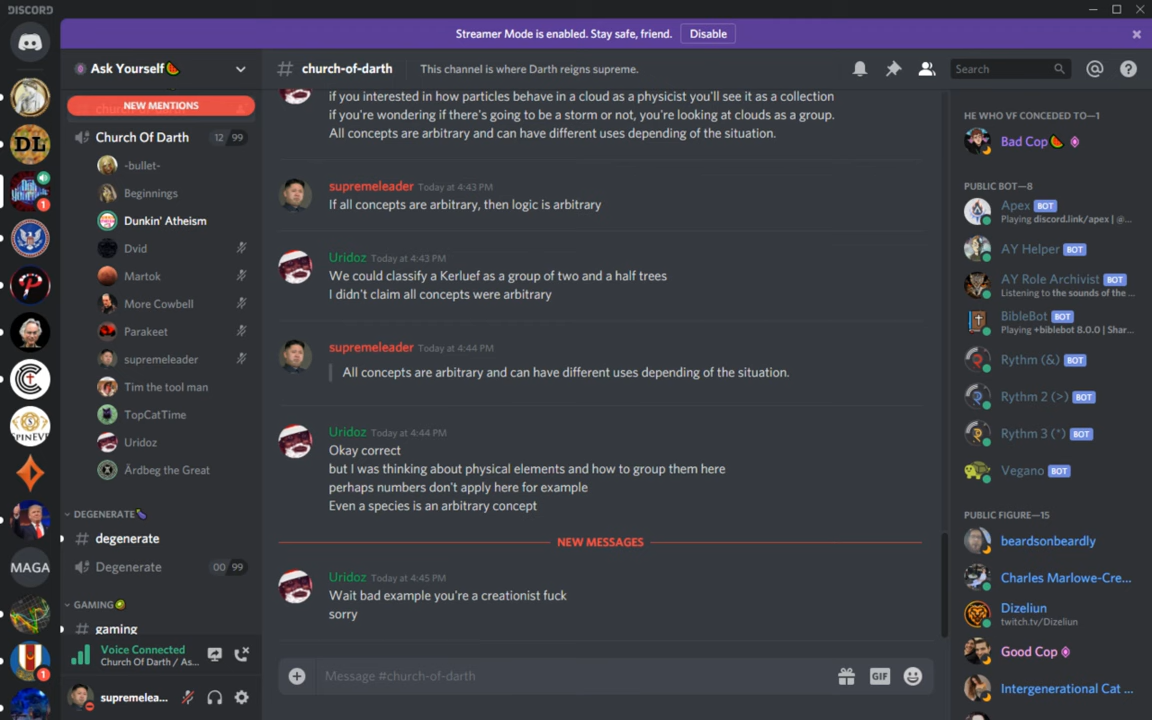 DISCORD
Streamer Mode is enabled. Stay safe, friend.
Disable
Ask Yourself🍉
NEW MENTIONS
Church Of Darth
12 99
-bullet-
Beginnings
Dunkin' Atheism
Dvid
Martok
More Cowbell
Parakeet
supremeleader
Tim the tool man
TopCatTime
Uridoz
Ärdbeg the Great
DEGENERATE🍆
# degenerate
Degenerate
00 99
GAMING🥝
# gaming
Voice Connected
Church Of Darth / As...
supremelea...
DL
MAGA
# church-of-darth
This channel is where Darth reigns supreme.
Search
if you interested in how particles behave in a cloud as a physicist you'll see it as a collection
if you're wondering if there's going to be a storm or not, you're looking at clouds as a group.
All concepts are arbitrary and can have different uses depending of the situation.
supremeleader Today at 4:43 PM
If all concepts are arbitrary, then logic is arbitrary
Uridoz Today at 4:43 PM
We could classify a Kerluef as a group of two and a half trees
I didn't claim all concepts were arbitrary
supremeleader Today at 4:44 PM
All concepts are arbitrary and can have different uses depending of the situation.
Uridoz Today at 4:44 PM
Okay correct
but I was thinking about physical elements and how to group them here
perhaps numbers don't apply here for example
Even a species is an arbitrary concept
NEW MESSAGES
Uridoz Today at 4:45 PM
Wait bad example you're a creationist fuck
sorry
Message #church-of-darth
GIF
HE WHO VF CONCEDED TO—1
Bad Cop🍉
PUBLIC BOT—8
Apex BOT
Playing discord.link/apex | @...
AY Helper BOT
AY Role Archivist BOT
Listening to the sounds of the ...
BibleBot BOT
Playing +biblebot 8.0.0 | Shar...
Rythm (&) BOT
Rythm 2 (>) BOT
Rythm 3 (*) BOT
Vegano BOT
PUBLIC FIGURE—15
beardsonbeardly
Charles Marlowe-Cre...
Dizeliun
twitch.tv/Dizeliun
Good Cop
Intergenerational Cat ...